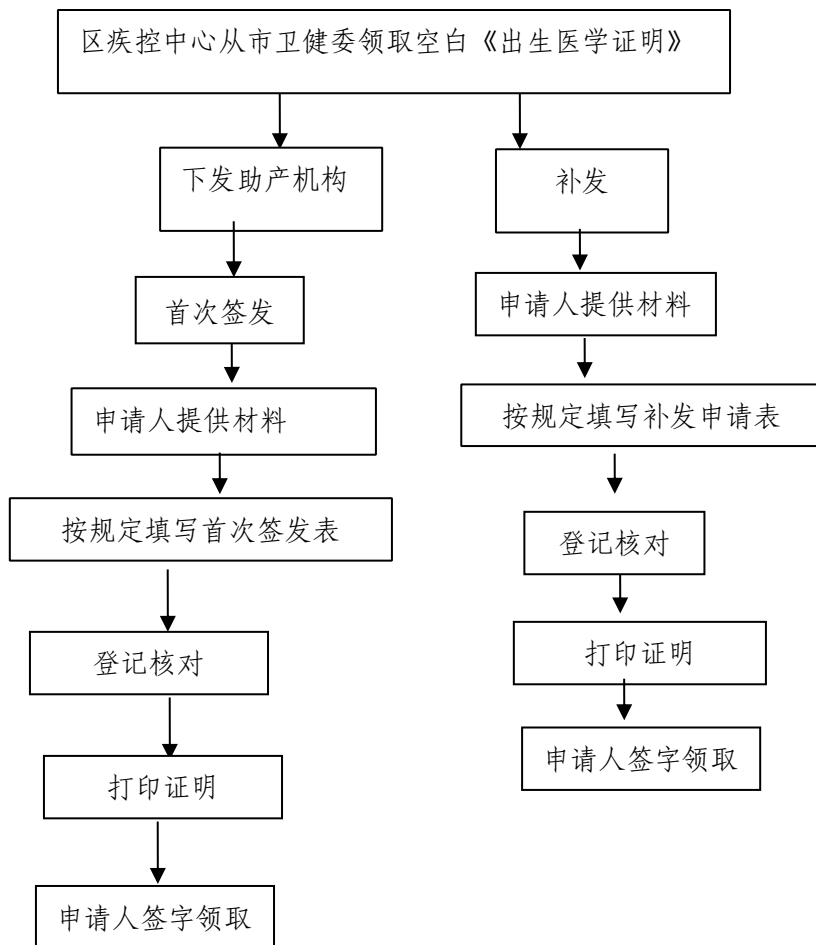 区疾控中心从市卫健委领取空白《出生医学证明》
下发助产机构
首次签发
申请人提供材料
按规定填写首次签发表
登记核对
打印证明
申请人签字领取
补发
申请人提供材料
按规定填写补发申请表
登记核对
打印证明
申请人签字领取